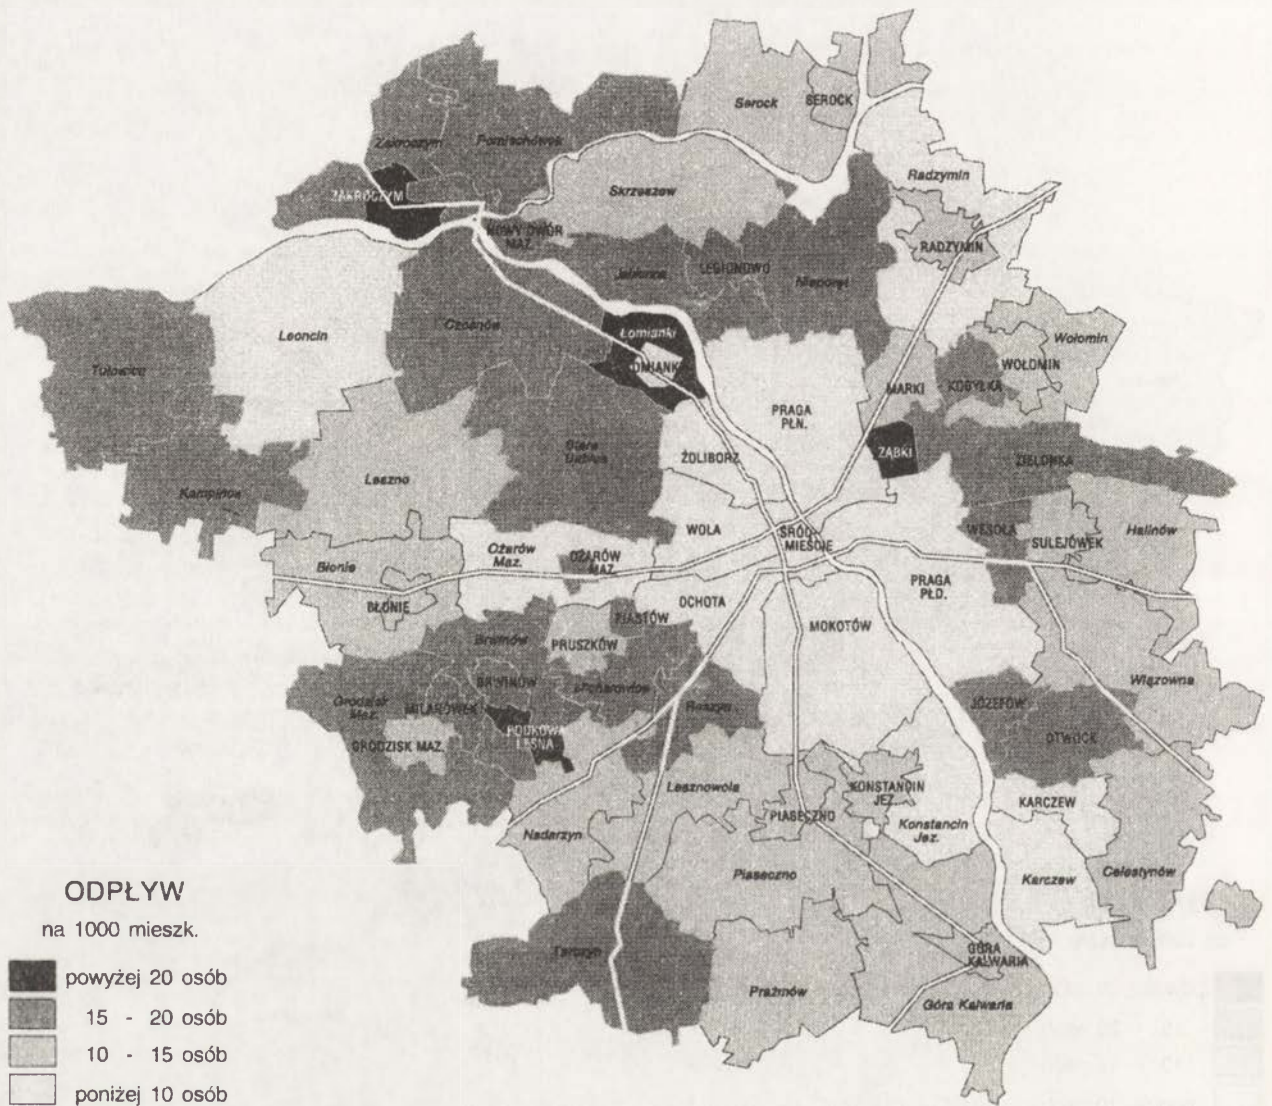 Serock
SEROCK
Zakroczym
Pomiechówek
Radzymin
ZAKROCZYM
Skrzeszew
NOWY DWÓR
MAZ.
RADZYMIN
Jabłonna
LEGIONOWO
Nieporęt
Leoncin
Czosnów
Łomianki
Wołomin
WOŁOMIN
Tułowice
MARKI
KOBYŁKA
PRAGA
PŁN.
Stare
Babice
ŻOLIBORZ
ZĄBKI
ZIELONKA
Leszno
Kampinos
WOLA
ŚRÓD-
MIEŚCIE
WESOŁA
SULEJÓWEK
Halinów
Ożarów
Maz.
OŻARÓW
MAZ.
Błonie
BŁONIE
PIASTÓW
OCHOTA
PRAGA
PŁD.
MOKOTÓW
Brwinów
PRUSZKÓW
BRWINÓW
Michałowice
Raszyn
Wiązowna
Grodzisk
Maz.
MILANÓWEK
JÓZEFÓW
OTWOCK
GRODZISK MAZ.
PODKOWA
LEŚNA
Lesznowola
KONSTANCIN
JEZ.
KARCZEW
Nadarzyn
PIASECZNO
Konstancin
Jez.
Piaseczno
Karczew
Celestynów
Tarczyn
GÓRA
KALWARIA
Prażmów
Góra Kalwaria
ODPŁYW
na 1000 mieszk.
powyżej 20 osób
15 - 20 osób
10 - 15 osób
poniżej 10 osób